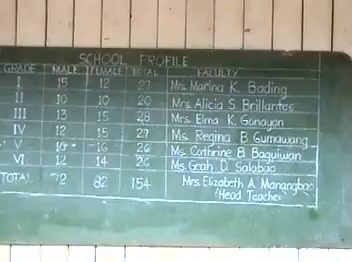 SCHOOL PROFILE
GRADE MALE FEMALE TOTAL FACULTY
I 15 12 27 Mrs. Marina K. Bading
II 10 10 20 Mrs. Alicia S. Brillantes
III 13 15 28 Mrs. Elma K. Gunayon
IV 12 15 27 Ms. Regina B. Gumawang
V 10 16 26 Ms. Cathrine B. Baguiwan
VI 12 14 26 Ms. Geah D. Salabao
TOTAL 72 82 154 Mrs. Elizabeth A. Manangbao
(Head Teacher)